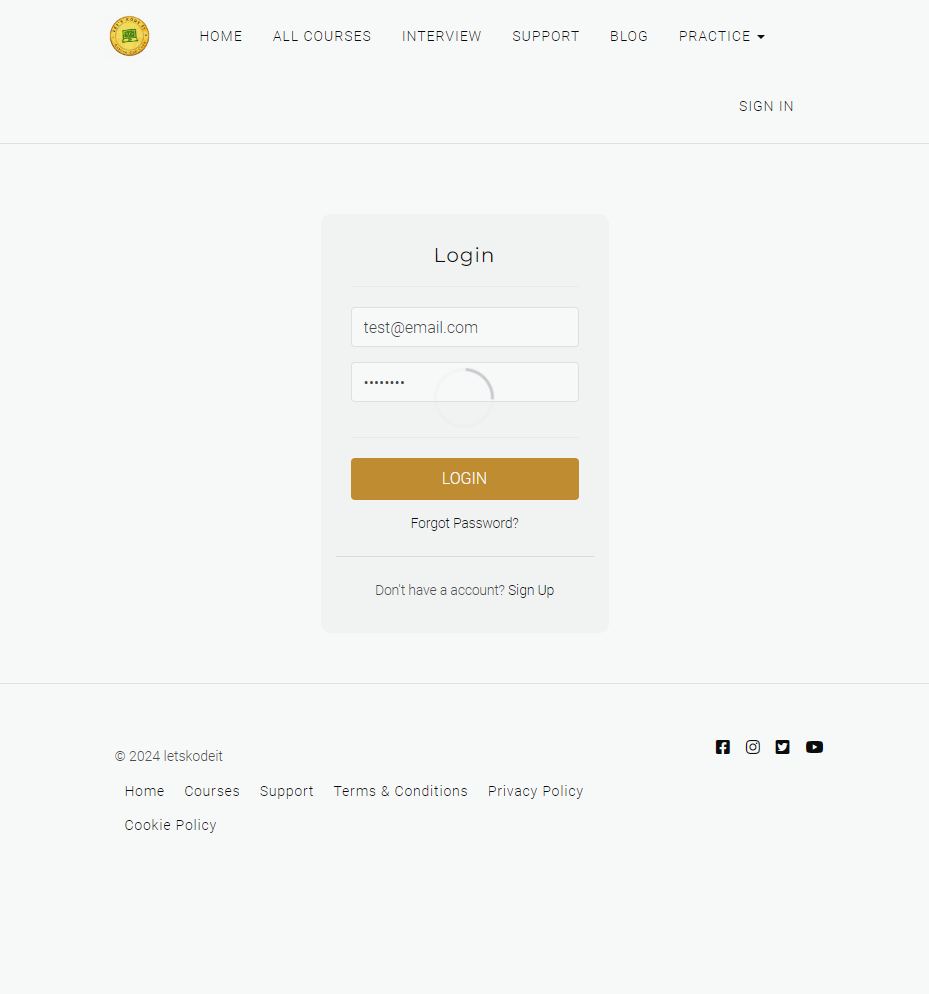 HOME ALL COURSES INTERVIEW SUPPORT BLOG PRACTICE
SIGN IN
Login
test@email.com
••••••••
LOGIN
Forgot Password?
Don't have a account? Sign Up
© 2024 letskodeit
Home Courses Support Terms & Conditions Privacy Policy
Cookie Policy